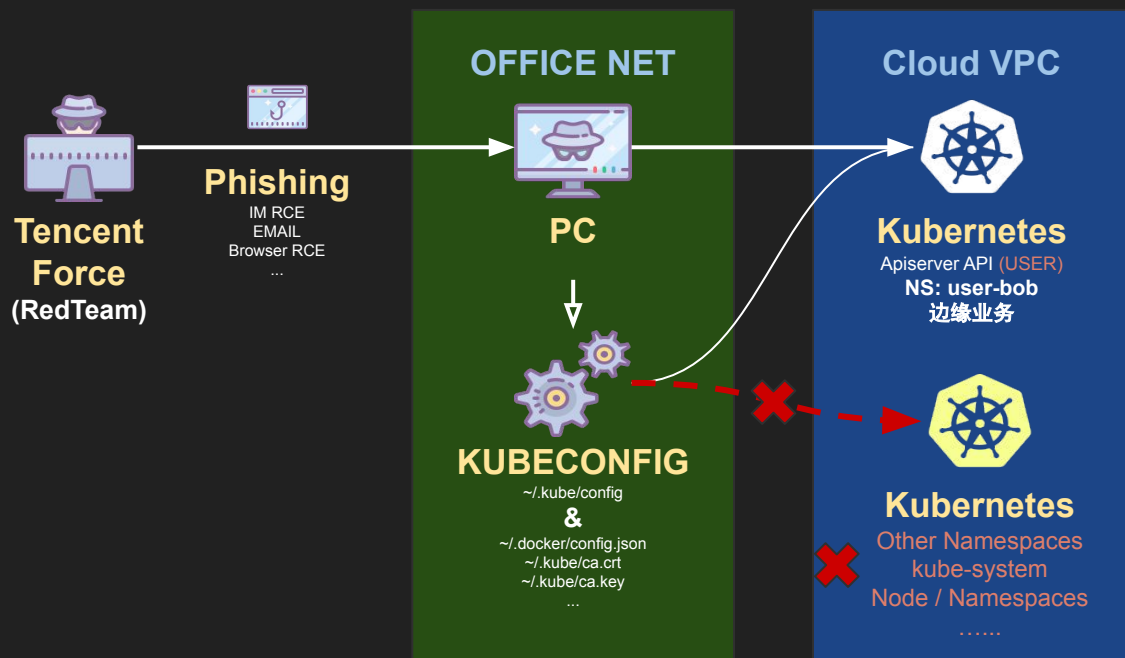 Tencent
Force
(RedTeam)
Phishing
IM RCE
EMAIL
Browser RCE
...
OFFICE NET
PC
KUBECONFIG
~/.kube/config
&
~/.docker/config.json
~/.kube/ca.crt
~/.kube/ca.key
...
Cloud VPC
Kubernetes
Apiserver API (USER)
NS: user-bob
边缘业务
Kubernetes
Other Namespaces
kube-system
Node / Namespaces
…...